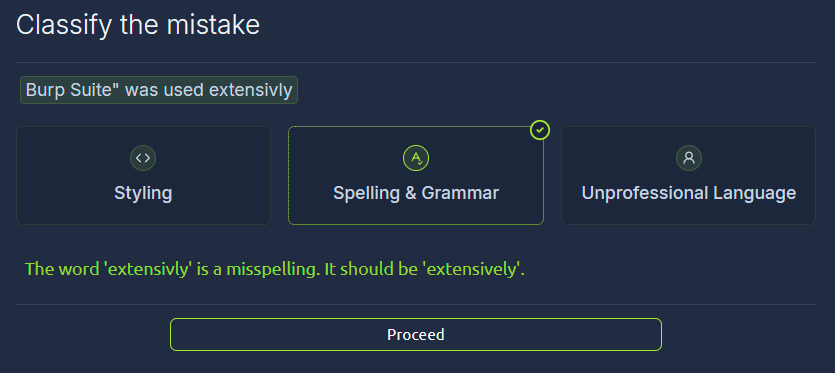 Classify the mistake
Burp Suite" was used extensivly
Styling
Spelling & Grammar
Unprofessional Language
The word 'extensivly' is a misspelling. It should be 'extensively'.
Proceed